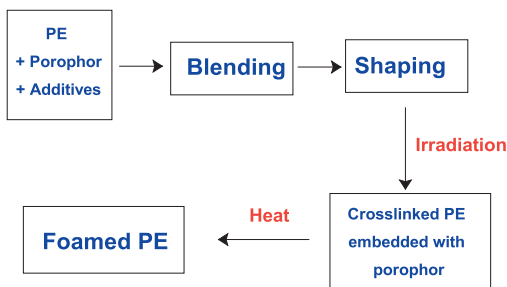 PE
+ Porophor
+ Additives
Blending
Shaping
Irradiation
Crosslinked PE
embedded with
porophor
Heat
Foamed PE